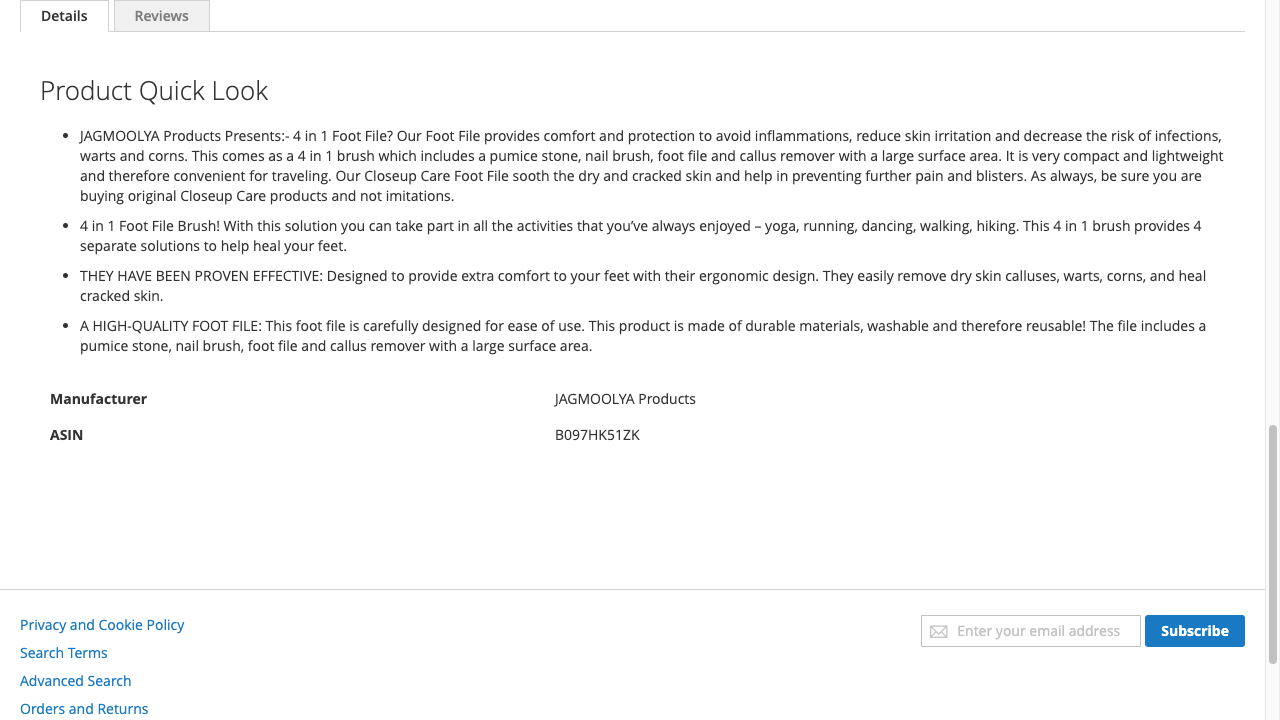 Details
Reviews
Product Quick Look
JAGMOOLYA Products Presents:- 4 in 1 Foot File? Our Foot File provides comfort and protection to avoid inflammations, reduce skin irritation and decrease the risk of infections,
warts and corns. This comes as a 4 in 1 brush which includes a pumice stone, nail brush, foot file and callus remover with a large surface area. It is very compact and lightweight
and therefore convenient for traveling. Our Closeup Care Foot File sooth the dry and cracked skin and help in preventing further pain and blisters. As always, be sure you are
buying original Closeup Care products and not imitations.
4 in 1 Foot File Brush! With this solution you can take part in all the activities that you’ve always enjoyed – yoga, running, dancing, walking, hiking. This 4 in 1 brush provides 4
separate solutions to help heal your feet.
THEY HAVE BEEN PROVEN EFFECTIVE: Designed to provide extra comfort to your feet with their ergonomic design. They easily remove dry skin calluses, warts, corns, and heal
cracked skin.
A HIGH-QUALITY FOOT FILE: This foot file is carefully designed for ease of use. This product is made of durable materials, washable and therefore reusable! The file includes a
pumice stone, nail brush, foot file and callus remover with a large surface area.
Manufacturer JAGMOOLYA Products
ASIN B097HK51ZK
Privacy and Cookie Policy
Search Terms
Advanced Search
Orders and Returns
Enter your email address
Subscribe